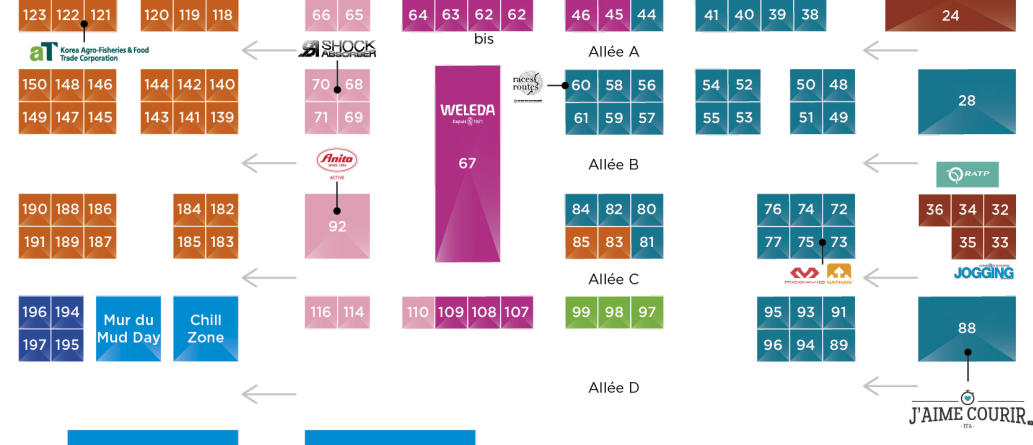 123 122 121 120 119 118 66 65 64 63 62 62 46 45 44 41 40 39 38 24
bis
aT Korea Agro-Fisheries & Food
Trade Corporation
SHOCK
ABSORBER
Allée A
150 148 146 144 142 140 70 68 races routes 60 58 56 54 52 50 48 28
149 147 145 143 141 139 71 69 WELEDA 61 59 57 55 53 51 49
Depuis 1921
Anita
SINCE 1886
ACTIVE
67
Allée B
RATP
190 188 186 184 182 92 84 82 80 76 74 72 36 34 32
191 189 187 185 183 85 83 81 77 75 73 35 33
Allée C
McDAVID NATHAN
JOGGING
196 194 Mur du Chill 116 114 110 109 108 107 99 98 97 95 93 91 88
197 195 Mud Day Zone 96 94 89
Allée D
J'AIME COURIR